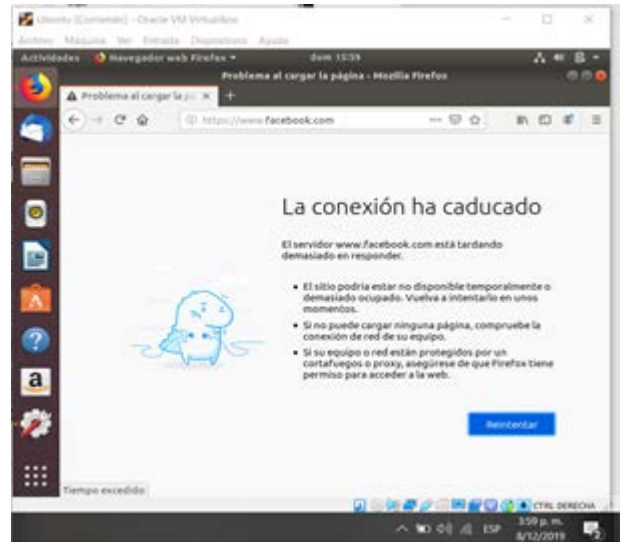 Ubuntu (Corriendo) - Oracle VM VirtualBox
Archivo Máquina Ver Entrada Dispositivos Ayuda
Actividades Navegador web Firefox dom 15:59
Problema al cargar la página - Mozilla Firefox
Problema al cargar la pá
https://www.facebook.com
La conexión ha caducado
El servidor www.facebook.com está tardando
demasiado en responder.
El sitio podría estar no disponible temporalmente o
demasiado ocupado. Vuelva a intentarlo en unos
momentos.
Si no puede cargar ninguna página, compruebe la
conexión de red de su equipo.
Si su equipo o red están protegidos por un
cortafuegos o proxy, asegúrese de que Firefox tiene
permiso para acceder a la web.
Reintentar
Tiempo excedido
CTRL DERECHA
ESP
3:59 p. m.
8/12/2019
2